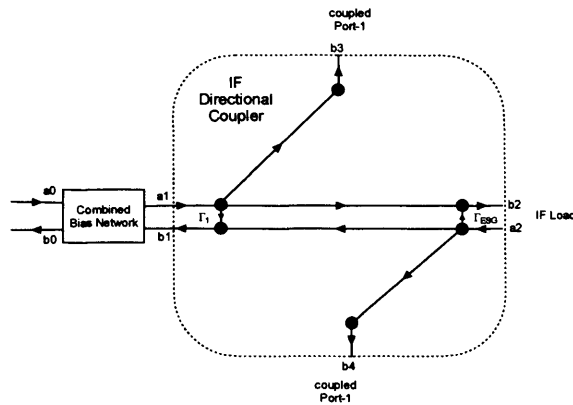 coupled
Port-1
b3
IF
Directional
Coupler
a0
Combined
Bias Network
b0
a1
b1
Γ1
ΓESG
b2
a2
IF Load
b4
coupled
Port-1